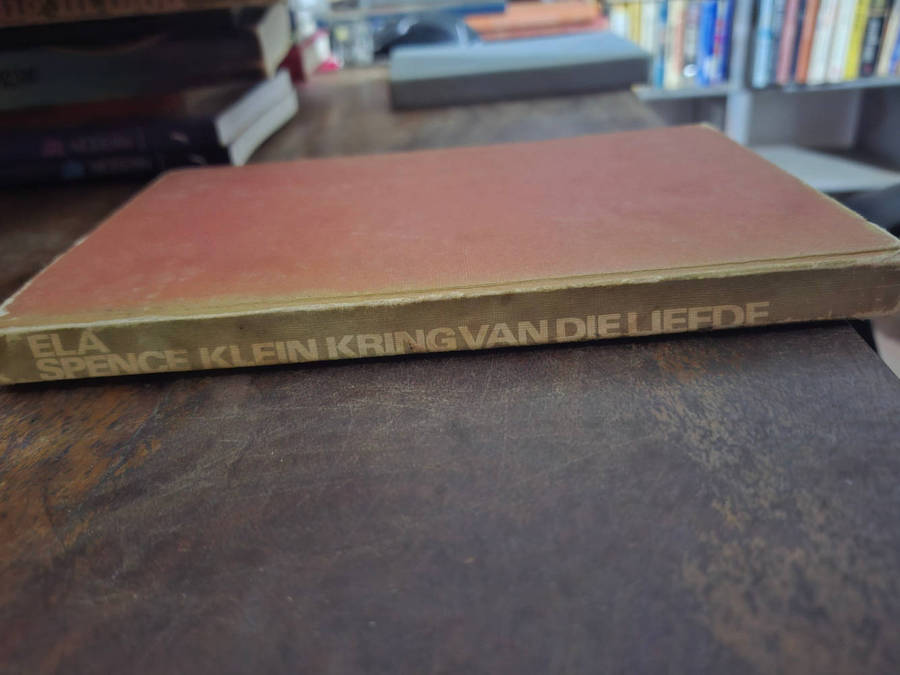 ELA
SPENCE KLEIN KRING VAN DIE LIEFDE